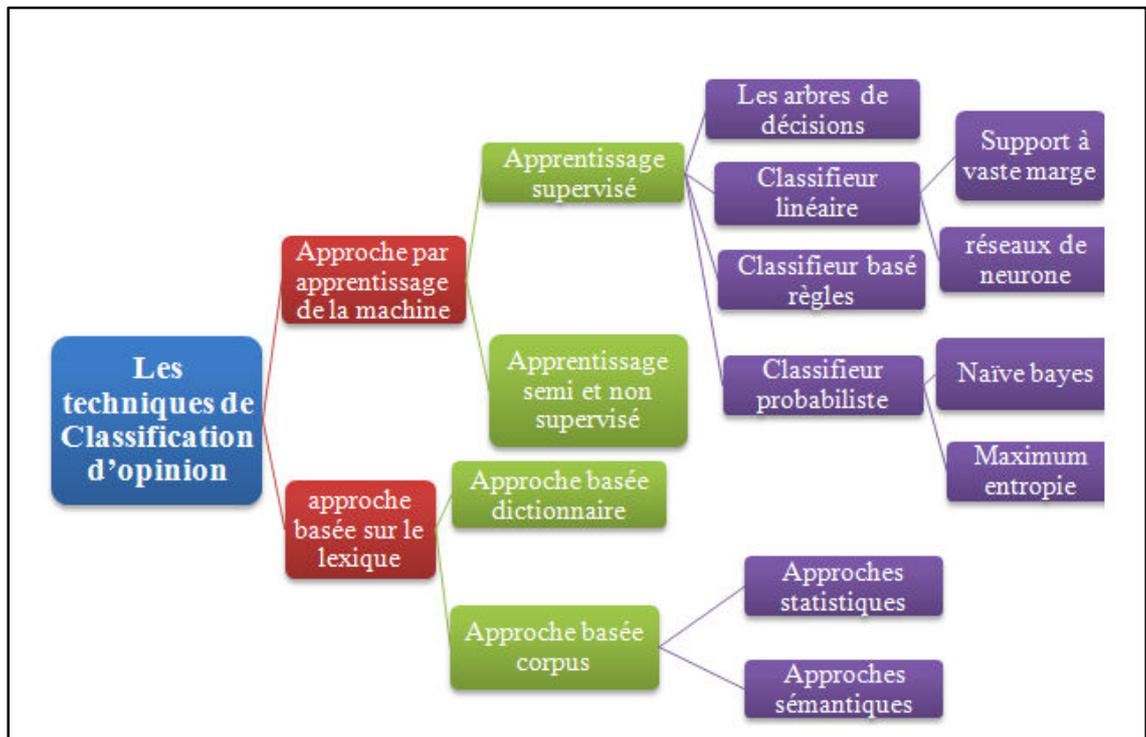 Les
techniques de
Classification
d’opinion
Approche par
apprentissage
de la machine
approche
basée sur le
lexique
Apprentissage
supervisé
Apprentissage
semi et non
supervisé
Approche basée
dictionnaire
Approche basée
corpus
Les arbres de
décisions
Classifieur
linéaire
Classifieur basé
règles
Classifieur
probabiliste
Approches
statistiques
Approches
sémantiques
Support à
vaste marge
réseaux de
neurone
Naïve bayes
Maximum
entropie